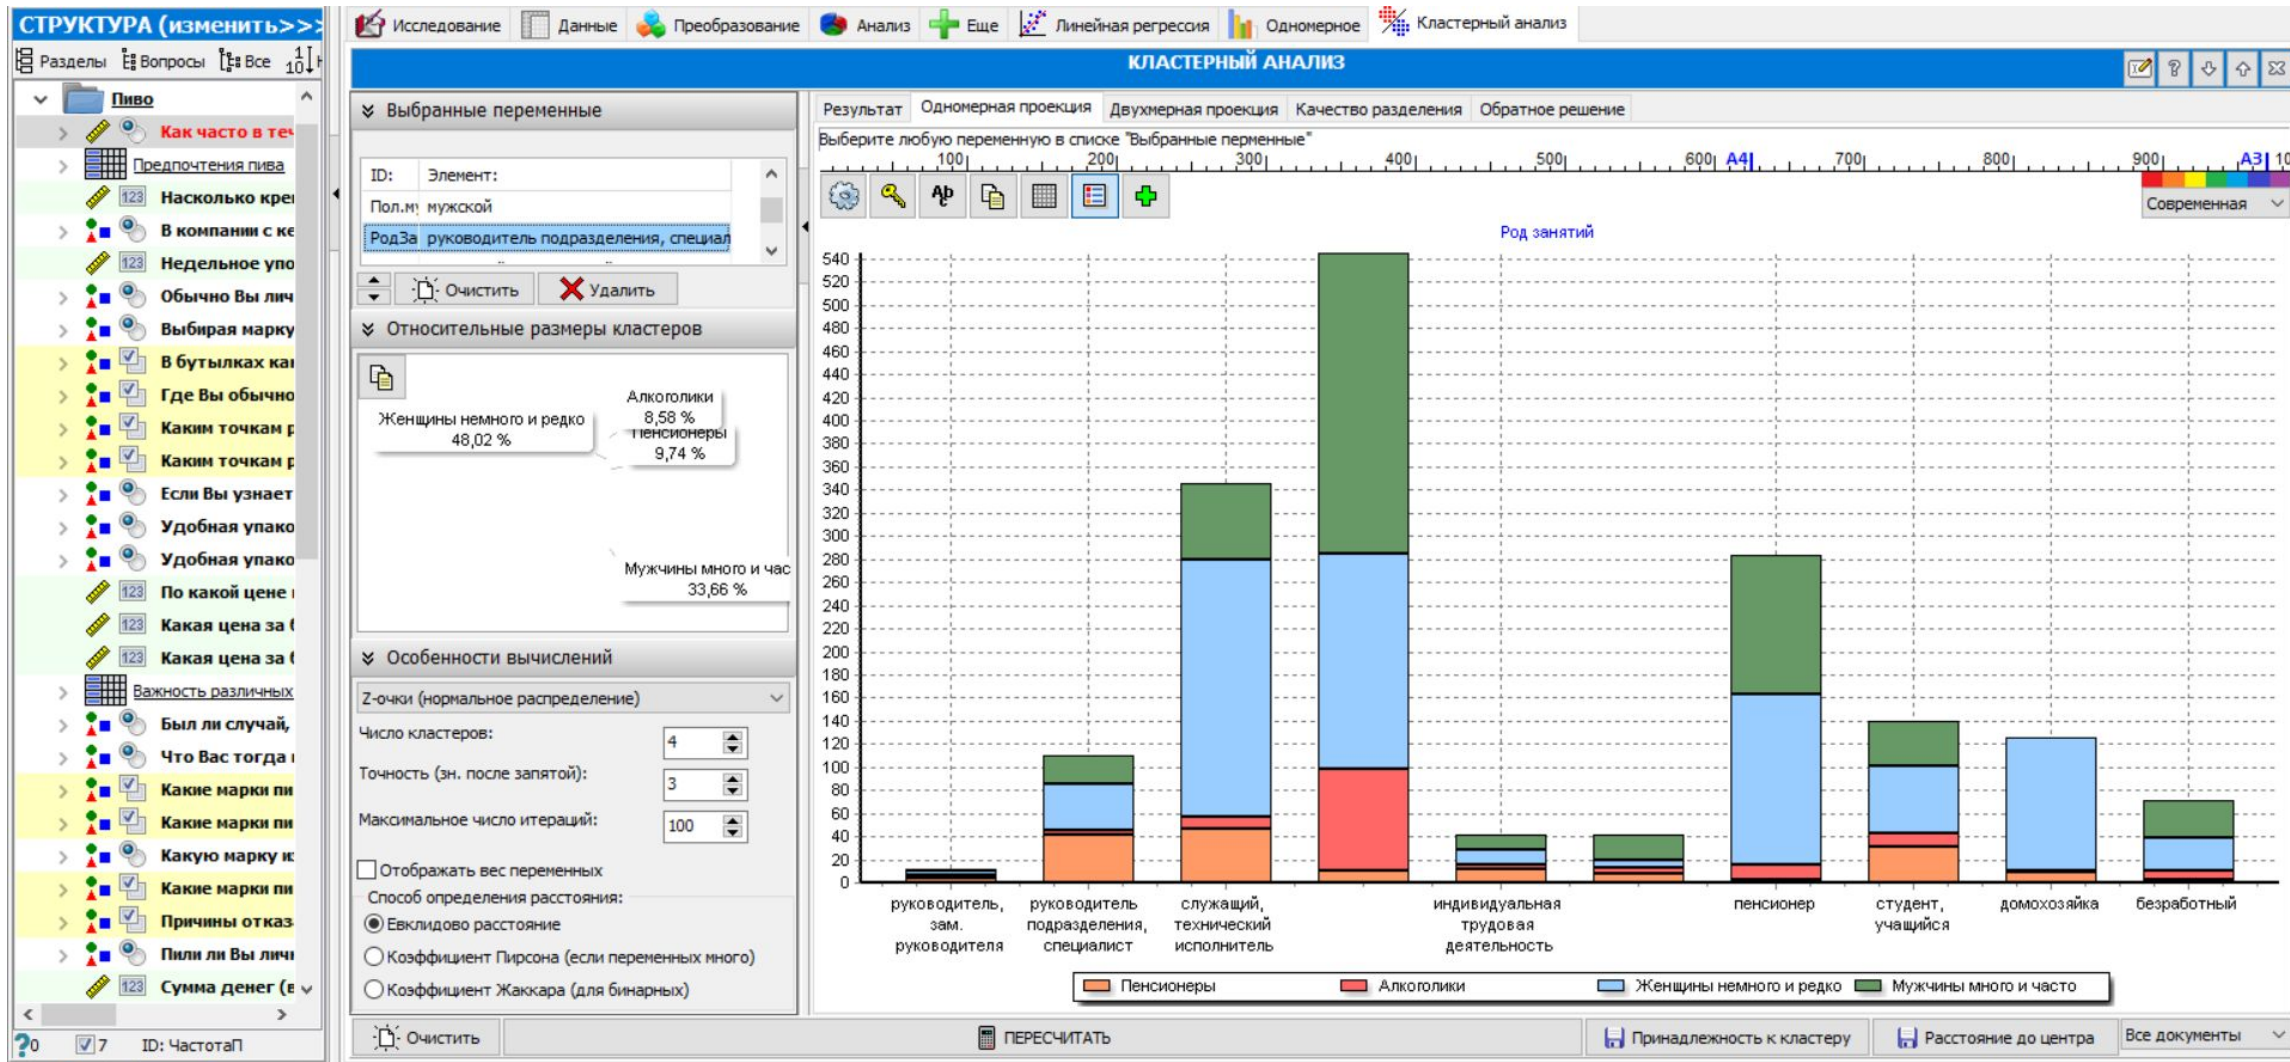 СТРУКТУРА (изменить>>>
Разделы Вопросы Все
Пиво
Как часто в теч
Предпочтения пива
123 Насколько кре
В компании с ке
123 Недельное упо
Обычно Вы лич
Выбирая марку
В бутылках ка
Где Вы обычно
Каким точкам р
Каким точкам р
Если Вы узнает
Удобная упако
Удобная упако
123 По какой цене
123 Какая цена за
123 Какая цена за
Важность различных
Был ли случай,
Что Вас тогда
Какие марки пи
Какие марки пи
Какую марку
Какие марки пи
Причины отказ
Пили ли Вы личн
123 Сумма денег (в
0 7 ID: ЧастотаП
Исследование Данные Преобразование Анализ Еще Линейная регрессия Одномерное Кластерный анализ
КЛАСТЕРНЫЙ АНАЛИЗ
Выбранные переменные
ID: Элемент:
Пол.му мужской
РодЗа руководитель подразделения, специал
Очистить Удалить
Относительные размеры кластеров
Алкоголики
8,58 %
Женщины немного и редко
48,02 %
Пенсионеры
9,74 %
Мужчины много и час
33,66 %
Особенности вычислений
Z-очки (нормальное распределение)
Число кластеров: 4
Точность (зн. после запятой): 3
Максимальное число итераций: 100
Отображать вес переменных
Способ определения расстояния:
Евклидово расстояние
Коэффициент Пирсона (если переменных много)
Коэффициент Жаккара (для бинарных)
Результат Одномерная проекция Двухмерная проекция Качество разделения Обратное решение
Выберите любую переменную в списке "Выбранные перменные"
100 200 300 400 500 600 A4 700 800 900 A3 10
Современная
Род занятий
540
520
500
480
460
440
420
400
380
360
340
320
300
280
260
240
220
200
180
160
140
120
100
80
60
40
20
0
руководитель, зам. руководителя
руководитель подразделения, специалист
служащий, технический исполнитель
индивидуальная трудовая деятельность
пенсионер
студент, учащийся
домохозяйка
безработный
Пенсионеры Алкоголики Женщины немного и редко Мужчины много и часто
Очистить ПЕРЕСЧИТАТЬ Принадлежность к кластеру Расстояние до центра Все документы